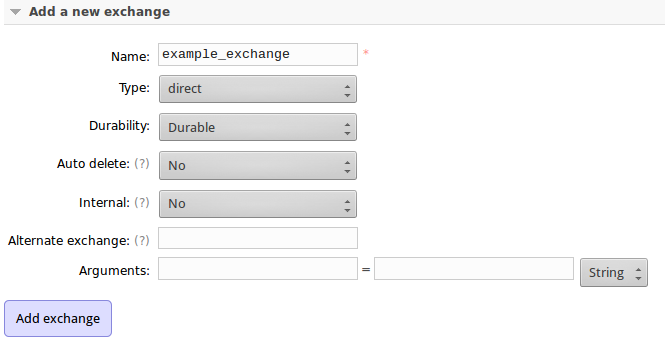 Add a new exchange
Name: example_exchange *
Type: direct
Durability: Durable
Auto delete: (?) No
Internal: (?) No
Alternate exchange: (?)
Arguments: = String
Add exchange